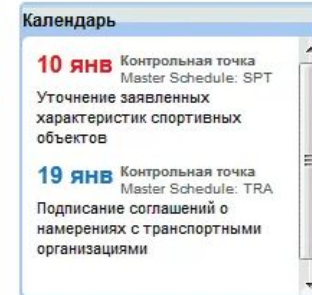 Календарь
10 янв Контрольная точка
Master Schedule: SPT
Уточнение заявленных
характеристик спортивных
объектов
19 янв Контрольная точка
Master Schedule: TRA
Подписание соглашений о
намерениях с транспортными
организациями